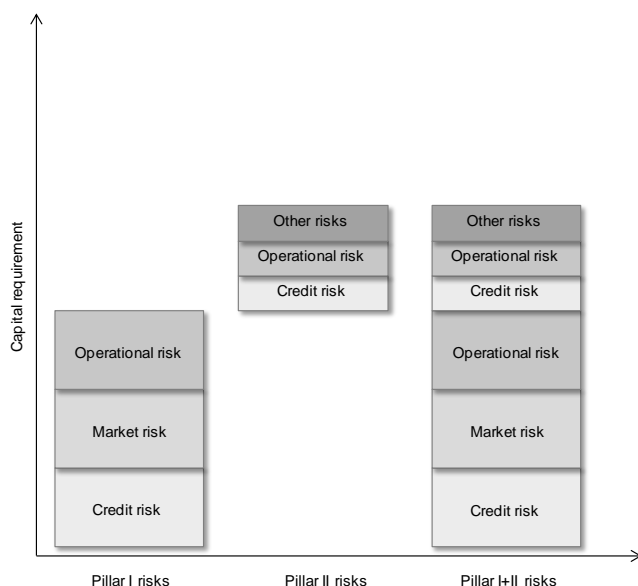 Capital requirement
Operational risk
Market risk
Credit risk
Other risks
Operational risk
Credit risk
Other risks
Operational risk
Credit risk
Operational risk
Market risk
Credit risk
Pillar I risks
Pillar II risks
Pillar I+II risks